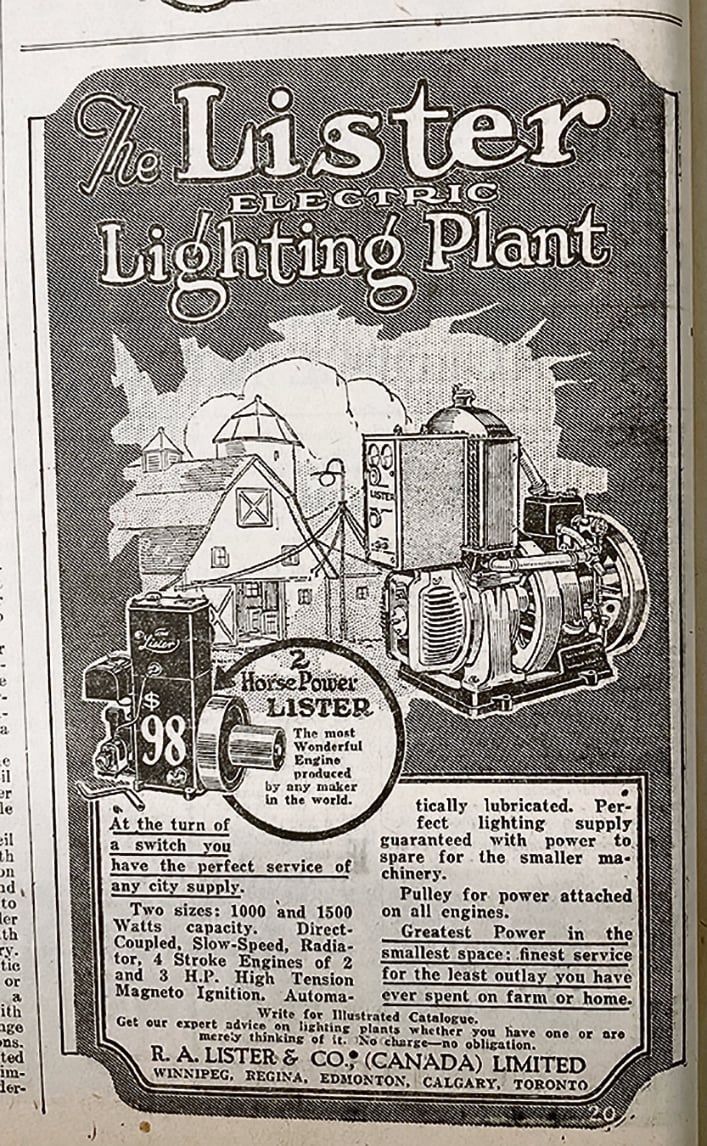 The Lister
ELECTRIC
Lighting Plant
LISTER
Lister
$
98
2
Horse Power
LISTER
The most
Wonderful
Engine
produced
by any maker
in the world.
At the turn of
a switch you
have the perfect service of
any city supply.
Two sizes: 1000 and 1500
Watts capacity. Direct-
Coupled, Slow-Speed, Radia-
tor, 4 Stroke Engines of 2
and 3 H.P. High Tension
Magneto Ignition. Automa-
tically lubricated. Per-
fect lighting supply
guaranteed with power to
spare for the smaller ma-
chinery.
Pulley for power attached
on all engines.
Greatest Power in the
smallest space: finest service
for the least outlay you have
ever spent on farm or home.
Write for Illustrated Catalogue.
Get our expert advice on lighting plants whether you have one or are
merely thinking of it. No charge—no obligation.
R. A. LISTER & CO., (CANADA) LIMITED
WINNIPEG, REGINA, EDMONTON, CALGARY, TORONTO
20